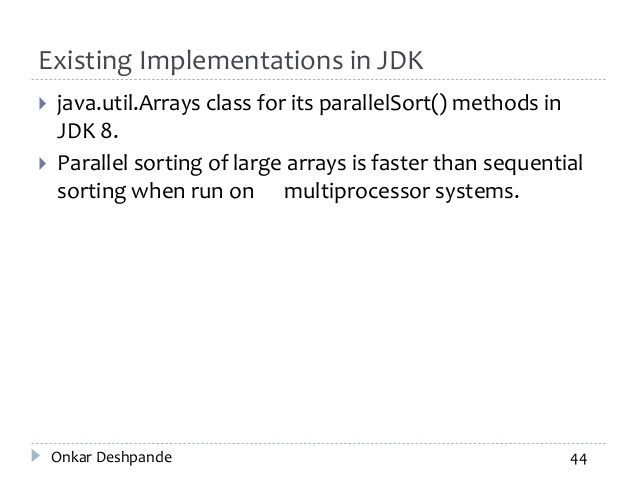 Existing Implementations in JDK
java.util.Arrays class for its parallelSort() methods in
JDK 8.
Parallel sorting of large arrays is faster than sequential
sorting when run on multiprocessor systems.
Onkar Deshpande
44